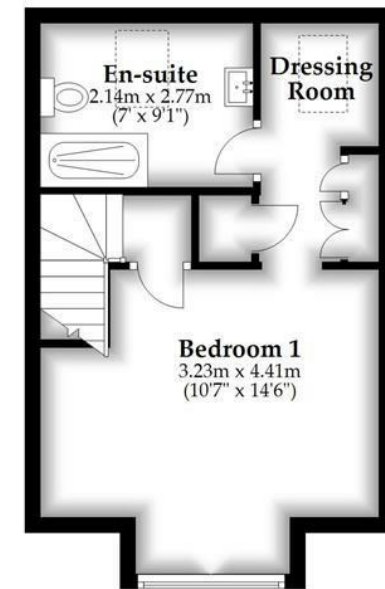 En-suite
2.14m x 2.77m
(7' x 9'1")
Dressing
Room
Bedroom 1
3.23m x 4.41m
(10'7" x 14'6")